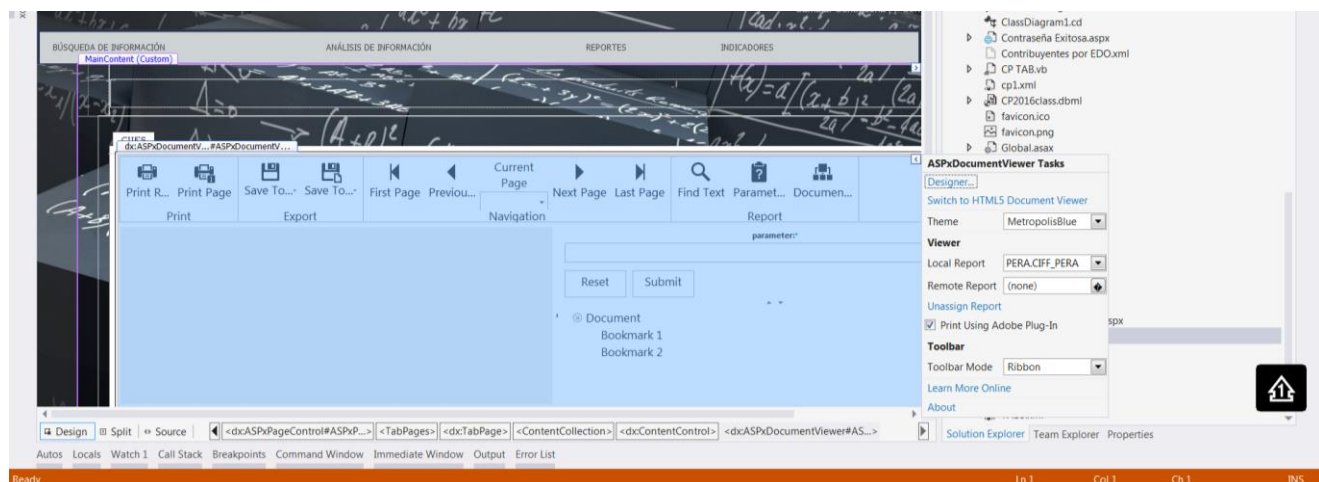 BÚSQUEDA DE INFORMACIÓN
ANÁLISIS DE INFORMACIÓN
REPORTES
INDICADORES
MainContent (Custom)
dx:ASPxDocumentV...#ASPxDocumentV...
Print R...
Print Page
Save To...
Save To...
First Page
Previou...
Current
Page
Next Page
Last Page
Find Text
Paramet...
Documen...
Print
Export
Navigation
Report
parameter:*
Reset
Submit
Document
Bookmark 1
Bookmark 2
ClassDiagram1.cd
Contraseña Exitosa.aspx
Contribuyentes por EDO.xml
CP TAB.vb
cp1.xml
CP2016class.dbml
favicon.ico
favicon.png
Global.asax
ASPxDocumentViewer Tasks
Designer...
Switch to HTML5 Document Viewer
Theme MetropolisBlue
Viewer
Local Report PERA.CIFF_PERA
Remote Report (none)
Unassign Report
Print Using Adobe Plug-In
spx
Toolbar
Toolbar Mode Ribbon
Learn More Online
About
Design Split Source <dx:ASPxPageControl#ASPxP...> <TabPages> <dx:TabPage> <ContentCollection> <dx:ContentControl> <dx:ASPxDocumentViewer#AS...>
Solution Explorer Team Explorer Properties
Autos Locals Watch 1 Call Stack Breakpoints Command Window Immediate Window Output Error List
Ready Ln 1 Col 1 Ch 1 INS